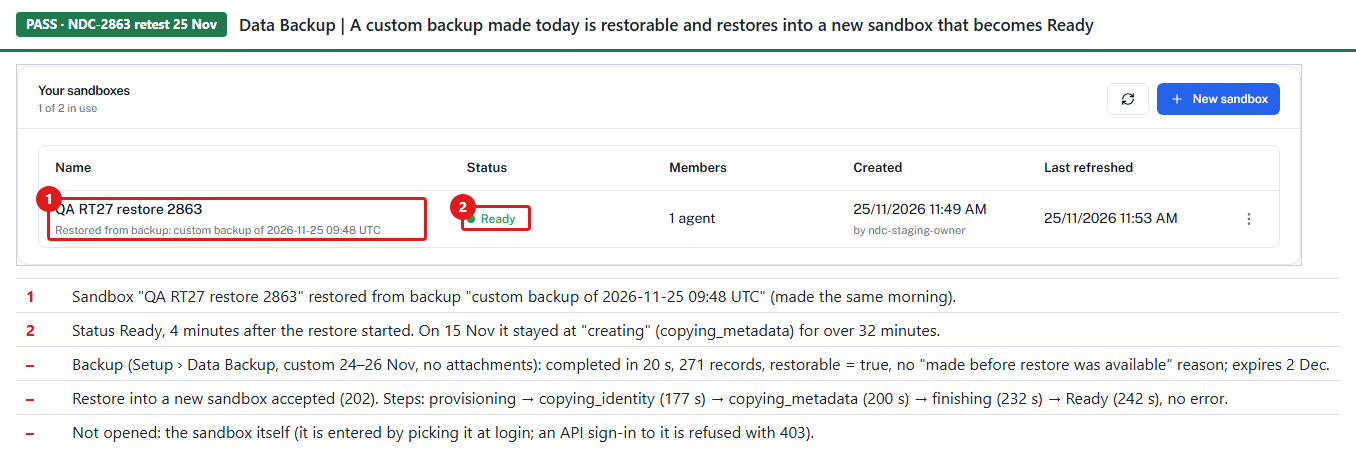 PASS · NDC-2863 retest 25 Nov
Data Backup | A custom backup made today is restorable and restores into a new sandbox that becomes Ready
Your sandboxes
1 of 2 in use
+ New sandbox
Name Status Members Created Last refreshed
1
QA RT27 restore 2863
Restored from backup: custom backup of 2026-11-25 09:48 UTC
2
Ready
1 agent
25/11/2026 11:49 AM
by ndc-staging-owner
25/11/2026 11:53 AM
1 Sandbox "QA RT27 restore 2863" restored from backup "custom backup of 2026-11-25 09:48 UTC" (made the same morning).
2 Status Ready, 4 minutes after the restore started. On 15 Nov it stayed at "creating" (copying_metadata) for over 32 minutes.
– Backup (Setup › Data Backup, custom 24–26 Nov, no attachments): completed in 20 s, 271 records, restorable = true, no "made before restore was available" reason; expires 2 Dec.
– Restore into a new sandbox accepted (202). Steps: provisioning → copying_identity (177 s) → copying_metadata (200 s) → finishing (232 s) → Ready (242 s), no error.
– Not opened: the sandbox itself (it is entered by picking it at login; an API sign-in to it is refused with 403).